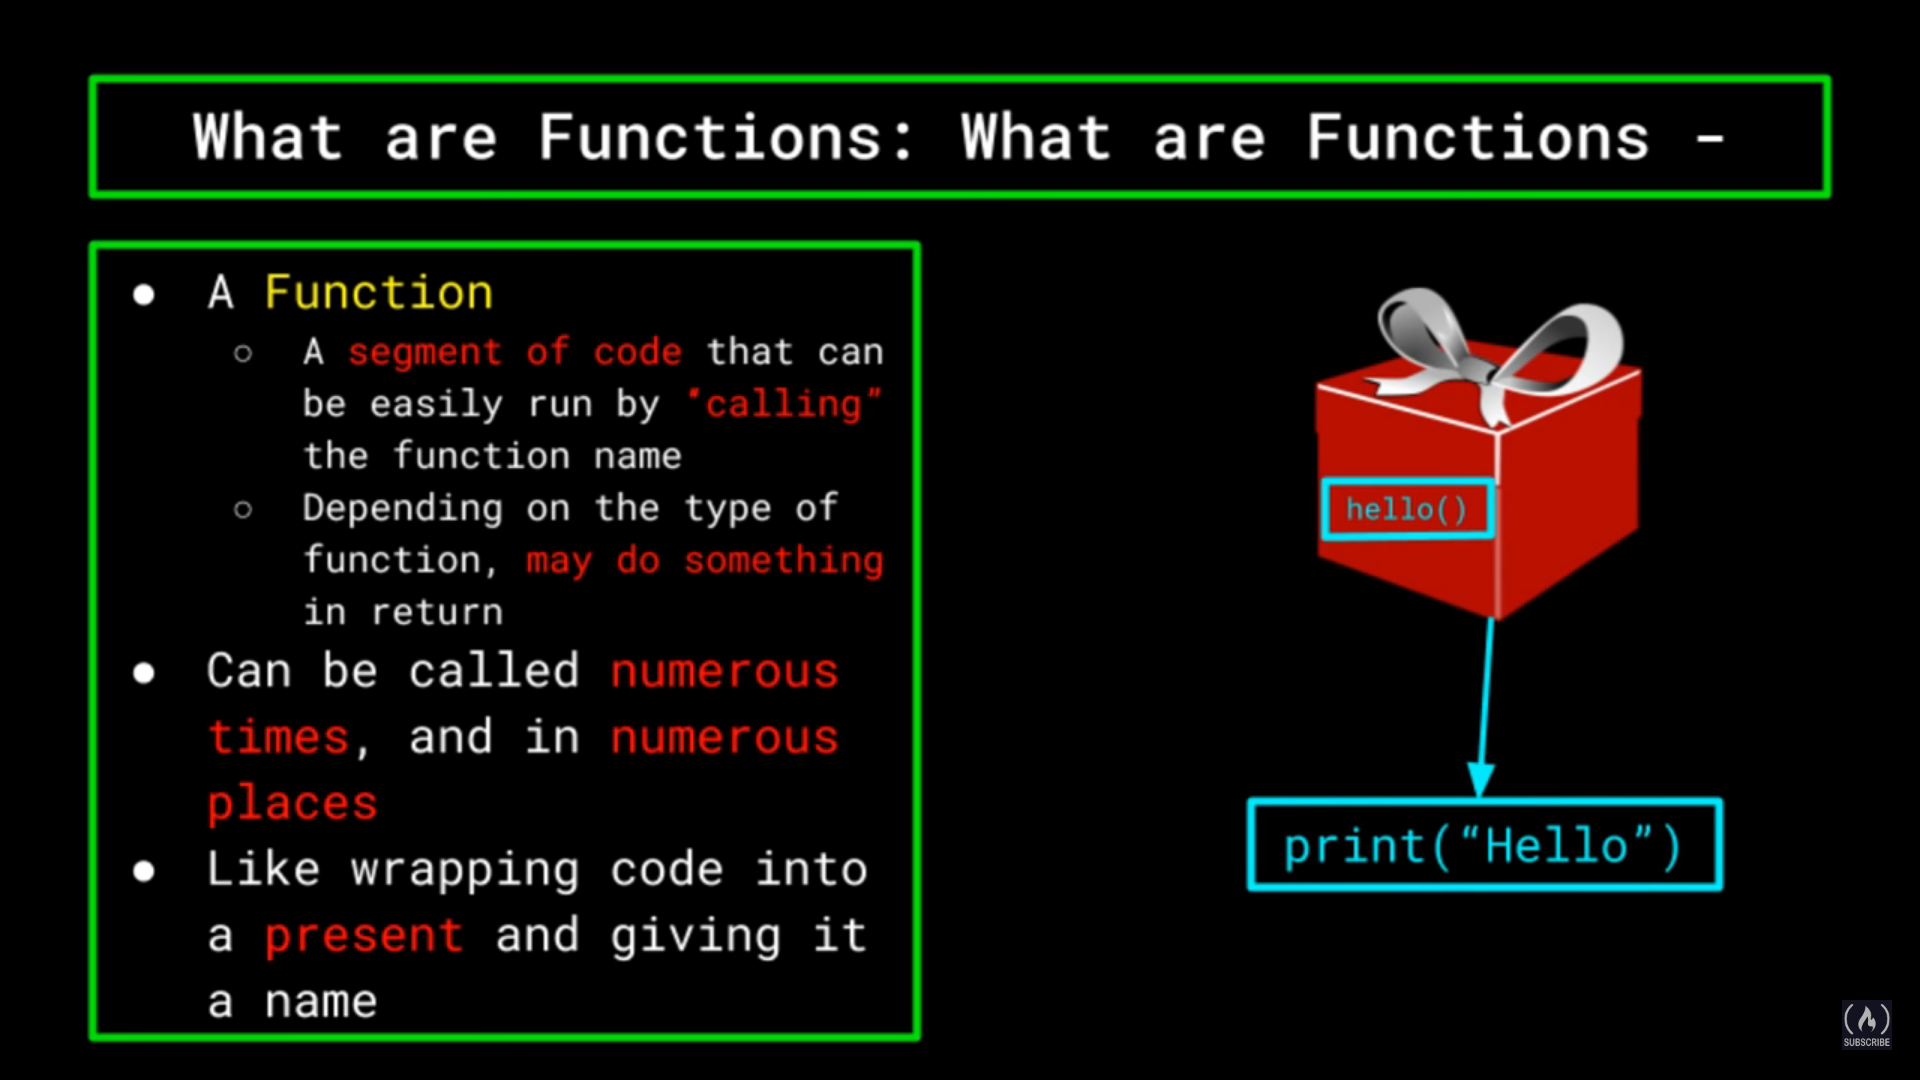 What are Functions: What are Functions -
● A Function
○ A segment of code that can
be easily run by “calling”
the function name
○ Depending on the type of
function, may do something
in return
● Can be called numerous
times, and in numerous
places
● Like wrapping code into
a present and giving it
a name
hello()
print(“Hello”)
SUBSCRIBE